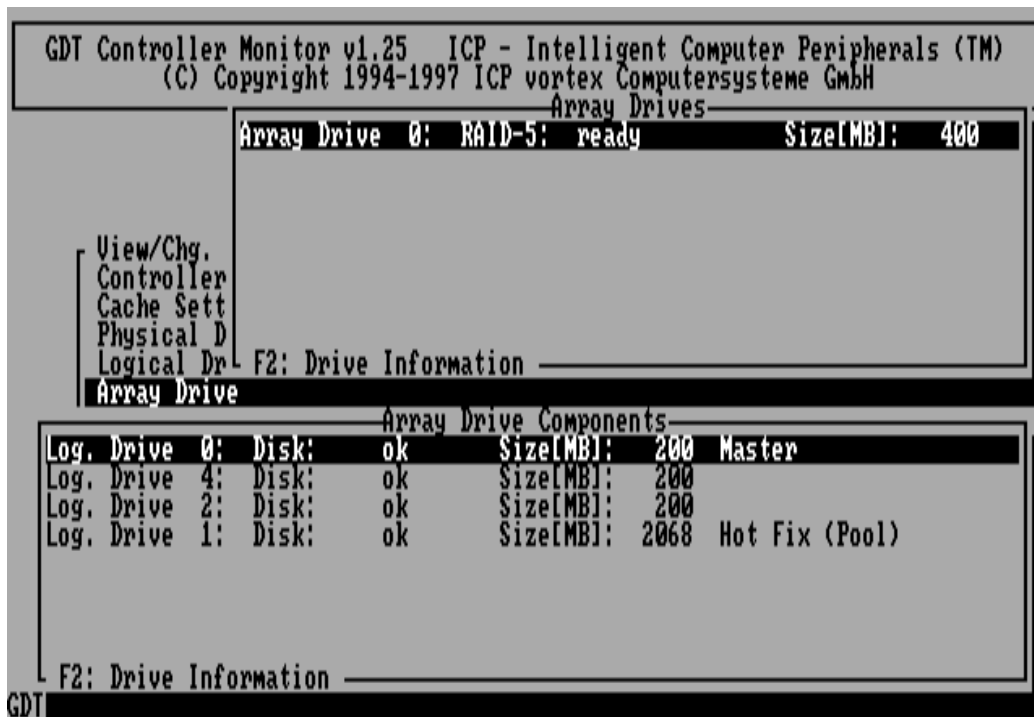 GDT Controller Monitor v1.25 ICP - Intelligent Computer Peripherals (TM)
(C) Copyright 1994-1997 ICP vortex Computersysteme GmbH
Array Drives
Array Drive 0: RAID-5: ready Size[MB]: 400
View/Chg.
Controller
Cache Sett
Physical D
Logical Dr
F2: Drive Information
Array Drive
Array Drive Components
Log. Drive 0: Disk: ok Size[MB]: 200 Master
Log. Drive 4: Disk: ok Size[MB]: 200
Log. Drive 2: Disk: ok Size[MB]: 200
Log. Drive 1: Disk: ok Size[MB]: 2068 Hot Fix (Pool)
F2: Drive Information
GDT